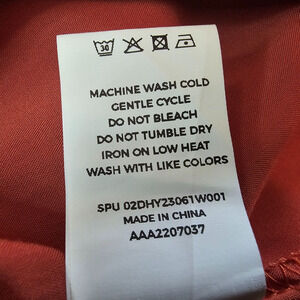 30
MACHINE WASH COLD
GENTLE CYCLE
DO NOT BLEACH
DO NOT TUMBLE DRY
IRON ON LOW HEAT
WASH WITH LIKE COLORS
SPU 02DHY23061W001
MADE IN CHINA
AAA2207037